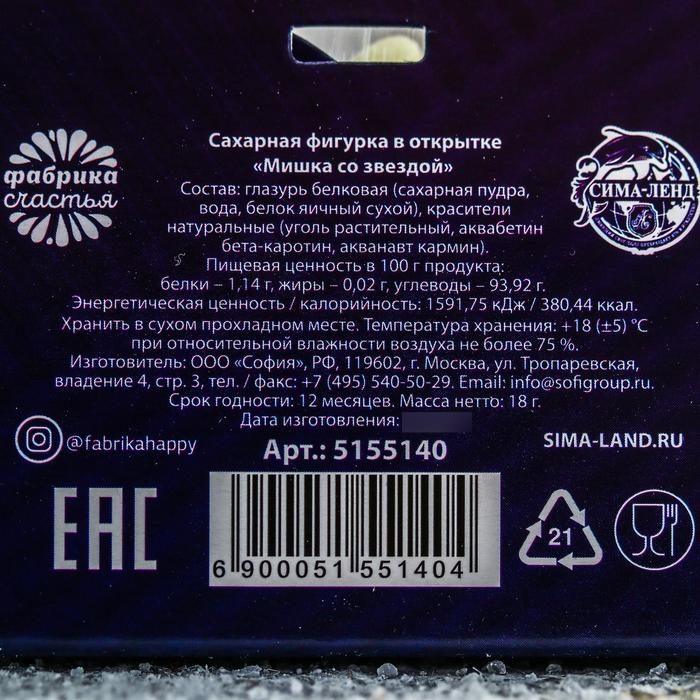 Сахарная фигурка в открытке
«Мишка со звездой»
фабрика
счастья
СИМА-ЛЕНД
Состав: глазурь белковая (сахарная пудра,
вода, белок яичный сухой), красители
натуральные (уголь растительный, аквабетин
бета-каротин, акванавт кармин).
Пищевая ценность в 100 г продукта:
белки – 1,14 г, жиры – 0,02 г, углеводы – 93,92 г.
Энергетическая ценность / калорийность: 1591,75 кДж / 380,44 ккал.
Хранить в сухом прохладном месте. Температура хранения: +18 (±5) °С
при относительной влажности воздуха не более 75 %.
Изготовитель: ООО «София», РФ, 119602, г. Москва, ул. Тропаревская,
владение 4, стр. 3, тел. / факс: +7 (495) 540-50-29. Email: info@sofigroup.ru.
Срок годности: 12 месяцев. Масса нетто: 18 г.
Дата изготовления:
@fabrikahappy
Арт.: 5155140
SIMA-LAND.RU
EAC
6 900051 551404
21